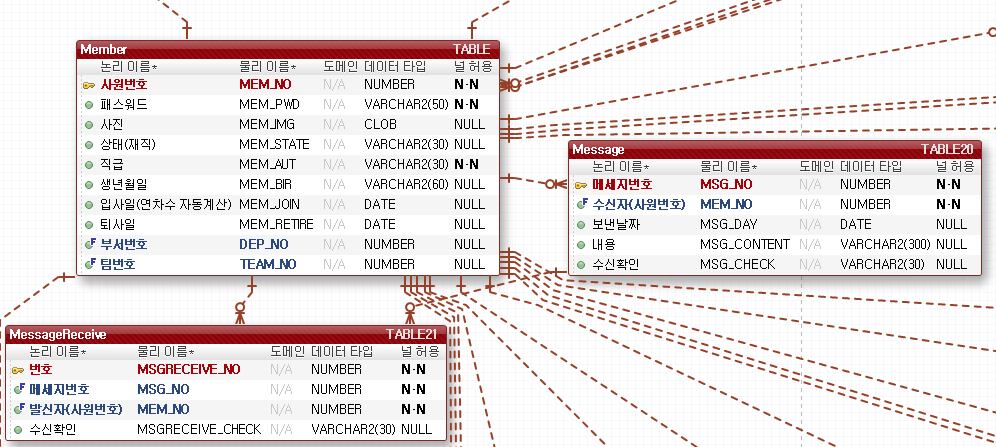 Member TABLE
논리 이름* 물리 이름* 도메인 데이터 타입 널 허용
사원번호 MEM_NO N/A NUMBER N·N
패스워드 MEM_PWD N/A VARCHAR2(50) N·N
사진 MEM_IMG N/A CLOB NULL
상태(재직) MEM_STATE N/A VARCHAR2(30) NULL
직급 MEM_AUT N/A VARCHAR2(30) N·N
생년월일 MEM_BIR N/A VARCHAR2(60) NULL
입사일(연차수 자동계산) MEM_JOIN N/A DATE NULL
퇴사일 MEM_RETIRE N/A DATE NULL
부서번호 DEP_NO N/A NUMBER NULL
팀번호 TEAM_NO N/A NUMBER NULL
Message TABLE20
논리 이름* 물리 이름* 도메인 데이터 타입 널 허용
메세지번호 MSG_NO N/A NUMBER N·N
수신자(사원번호) MEM_NO N/A NUMBER N·N
보낸날짜 MSG_DAY N/A DATE NULL
내용 MSG_CONTENT N/A VARCHAR2(300) NULL
수신확인 MSG_CHECK N/A VARCHAR2(30) NULL
MessageReceive TABLE21
논리 이름* 물리 이름* 도메인 데이터 타입 널 허용
번호 MSGRECEIVE_NO N/A NUMBER N·N
메세지번호 MSG_NO N/A NUMBER N·N
발신자(사원번호) MEM_NO N/A NUMBER N·N
수신확인 MSGRECEIVE_CHECK N/A VARCHAR2(30) NULL